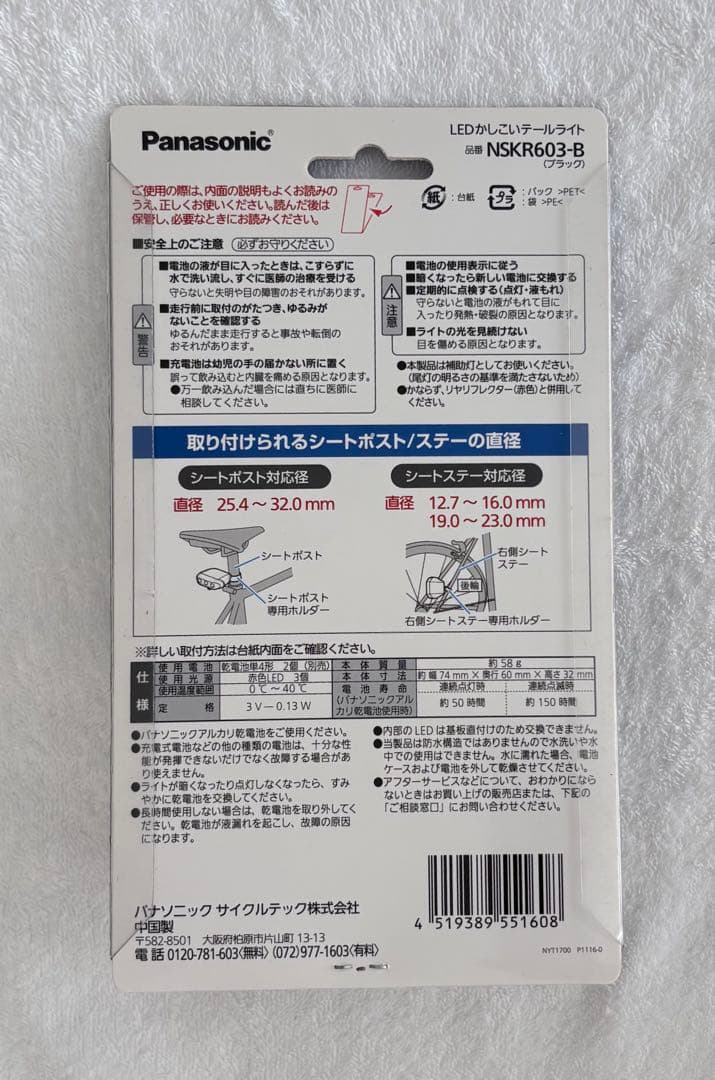 Panasonic®
LEDかしこいテールライト
品番 NSKR603-B
(ブラック)
ご使用の際は、内面の説明もよくお読みの
うえ、正しくお使いください。読んだ後は
保管し、必要なときにお読みください。
紙 :台紙
プラ :パック >PET<
:袋 >PE<
■安全上のご注意 必ずお守りください
警告
■電池の液が目に入ったときは、こすらずに
水で洗い流し、すぐに医師の治療を受ける
守らないと失明や目の障害のおそれがあります。
■走行前に取付のがたつき、ゆるみが
ないことを確認する
ゆるんだまま走行すると事故や転倒の
おそれがあります。
■充電池は幼児の手の届かない所に置く
誤って飲み込むと内臓を痛める原因となります。
●万一飲み込んだ場合には直ちに医師に
相談してください。
注意
■電池の使用表示に従う
■暗くなったら新しい電池に交換する
■定期的に点検する(点灯・液もれ)
守らないと電池の液がもれて目に
入ったり発熱・破裂の原因となります。
■ライトの光を見続けない
目を傷める原因となります。
●本製品は補助灯としてお使いください。
(尾灯の明るさの基準を満たさないため)
●かならず、リヤリフレクター(赤色)と併用して
ください。
取り付けられるシートポスト/ステーの直径
シートポスト対応径
直径 25.4~32.0mm
シートポスト
シートポスト
専用ホルダー
シートステー対応径
直径 12.7~16.0mm
19.0~23.0mm
右側シート
ステー
後輪
右側シートステー専用ホルダー
※詳しい取付方法は台紙内面をご確認ください。
仕様
使用電池 乾電池単4形 2個(別売)
使用光源 赤色LED 3個
使用温度範囲 0℃~40℃
定格 3V―0.13W
本体質量 約58g
本体寸法 約 幅74mm×奥行60mm×高さ32mm
電池寿命
(パナソニックアル
カリ乾電池使用時)
連続点灯時 連続点滅時
約50時間 約150時間
●パナソニックアルカリ乾電池をご使用ください。
●充電式電池などの他の種類の電池は、十分な性
能が発揮できないだけでなく故障する場合があ
り使えません。
●ライトが暗くなったり点灯しなくなったら、すみ
やかに乾電池を交換してください。
●長時間使用しない場合は、乾電池を取り外してく
ださい。乾電池が液漏れを起こし、故障の原因
になります。
●内部のLEDは基板直付けのため交換できません。
●当製品は防水構造ではありませんので水洗いや水
中での使用はできません。水に濡れた場合、電池
ケースおよび電池を外して乾燥させてください。
●アフターサービスなどについて、おわかりになら
ないときはお買い上げの販売店または、下記の
「ご相談窓口」にお問い合わせください。
パナソニック サイクルテック株式会社
中国製
〒582-8501 大阪府柏原市片山町13-13
電話 0120-781-603〈無料〉(072)977-1603〈有料〉
4 519389 551608
NYT1700 P1116-0